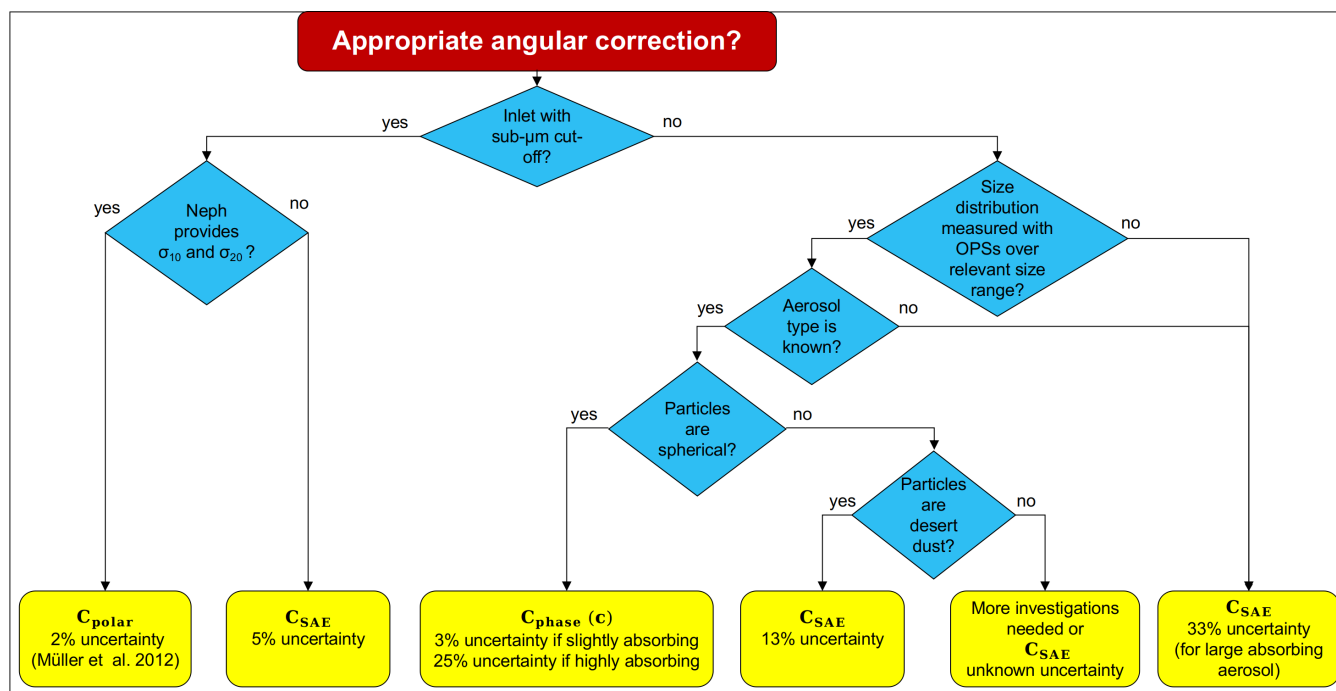 Appropriate angular correction?
Inlet with
sub-µm cut-
off?
yes
no
Neph
provides
σ10 and σ20 ?
yes
no
Size
distribution
measured with
OPSs over
relevant size
range?
yes
no
Aerosol
type is
known?
yes
no
Particles
are
spherical?
yes
no
Particles
are
desert
dust?
yes
no
Cpolar
2% uncertainty
(Müller et  al. 2012)
CSAE
5% uncertainty
Cphase (c)
3% uncertainty if slightly absorbing
25% uncertainty if highly absorbing
CSAE
13% uncertainty
More investigations
needed or
CSAE
unknown uncertainty
CSAE
33% uncertainty
(for large absorbing
aerosol)